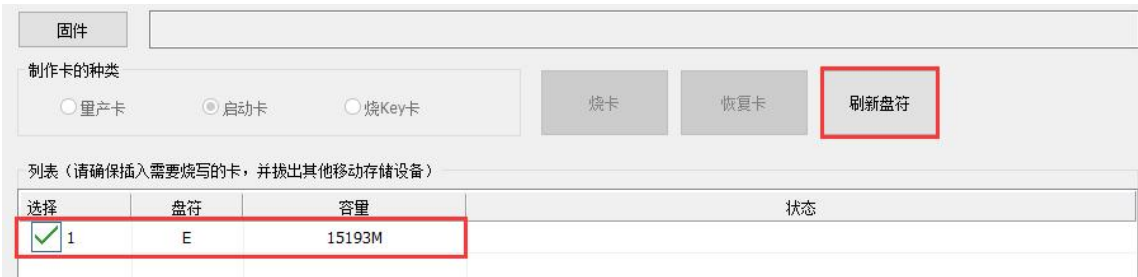 固件
制作卡的种类
量产卡 启动卡 烧Key卡 烧卡 恢复卡 刷新盘符
列表（请确保插入需要烧写的卡，并拔出其他移动存储设备）
选择 盘符 容量 状态
1 E 15193M